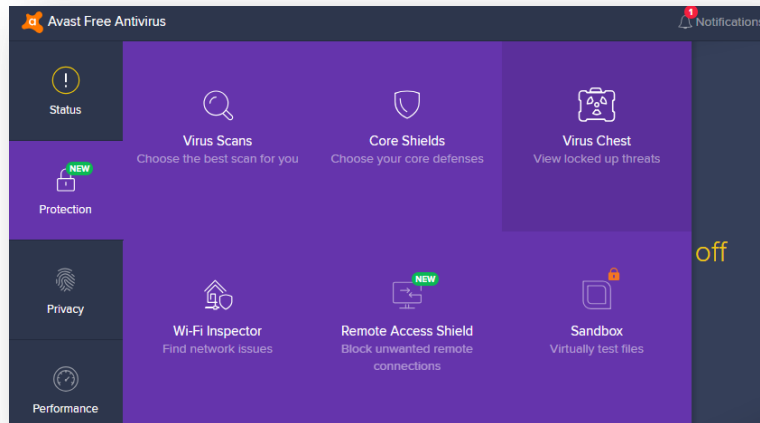 Avast Free Antivirus
1
Notifications
Status
NEW
Protection
Privacy
Performance
Virus Scans
Choose the best scan for you
Core Shields
Choose your core defenses
Virus Chest
View locked up threats
Wi-Fi Inspector
Find network issues
NEW
Remote Access Shield
Block unwanted remote
connections
Sandbox
Virtually test files
off